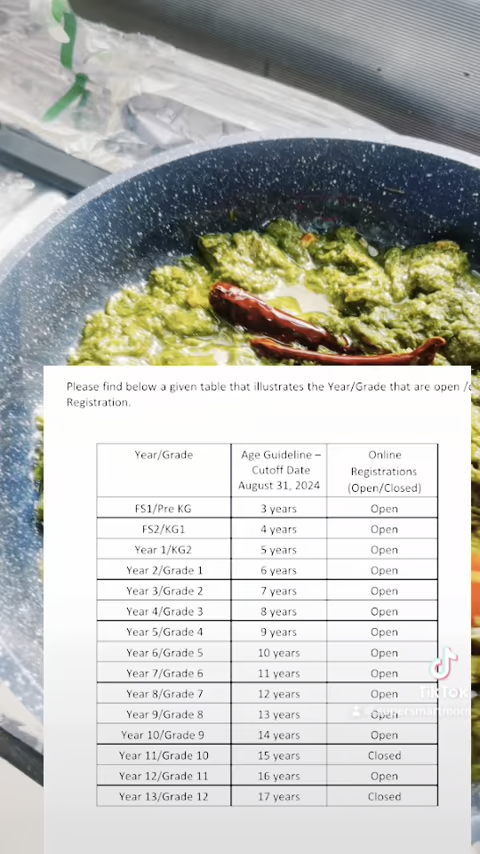 Please find below a given table that illustrates the Year/Grade that are open /
Registration.
Year/Grade Age Guideline – Cutoff Date August 31, 2024 Online Registrations (Open/Closed)
FS1/Pre KG 3 years Open
FS2/KG1 4 years Open
Year 1/KG2 5 years Open
Year 2/Grade 1 6 years Open
Year 3/Grade 2 7 years Open
Year 4/Grade 3 8 years Open
Year 5/Grade 4 9 years Open
Year 6/Grade 5 10 years Open
Year 7/Grade 6 11 years Open
Year 8/Grade 7 12 years Open
Year 9/Grade 8 13 years Open
Year 10/Grade 9 14 years Open
Year 11/Grade 10 15 years Closed
Year 12/Grade 11 16 years Open
Year 13/Grade 12 17 years Closed
TikTok